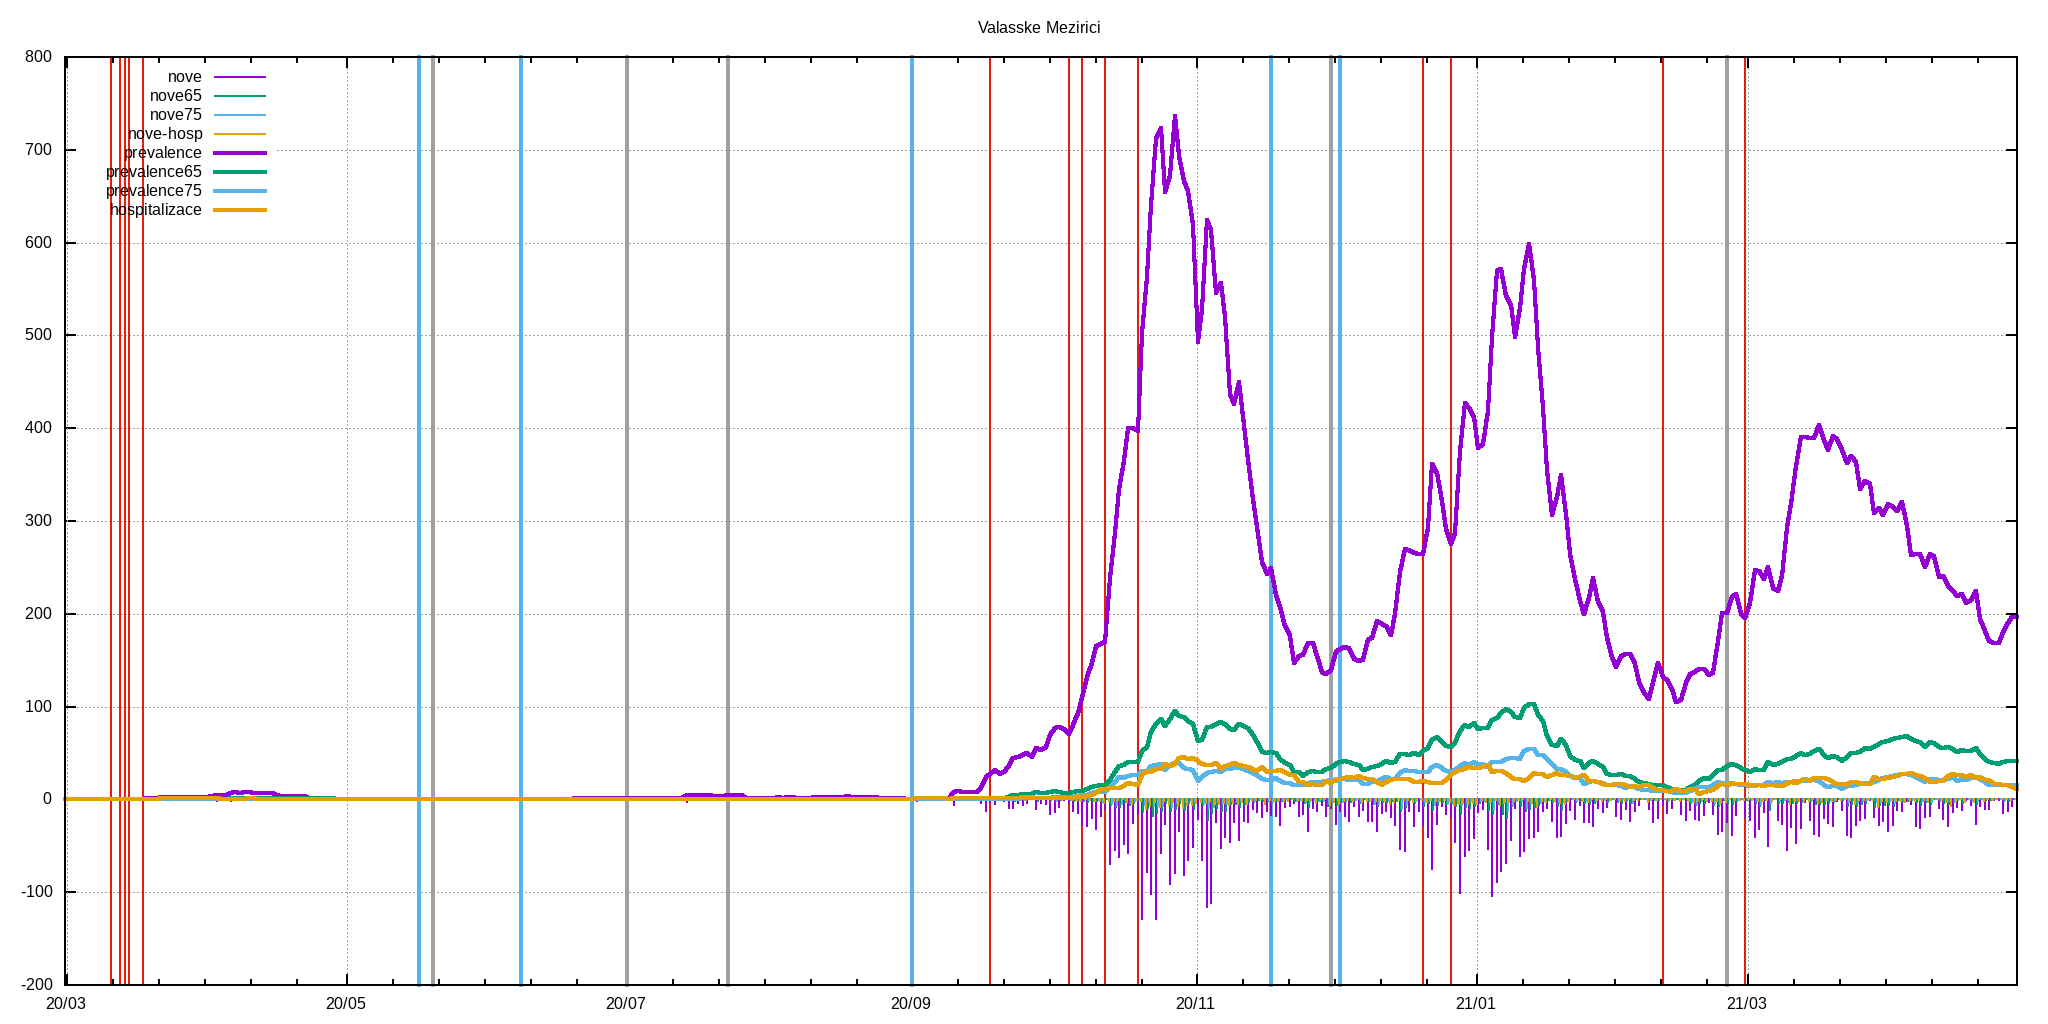 Valasske Mezirici
800
700
600
500
400
300
200
100
0
-100
-200
nove
nove65
nove75
nove-hosp
prevalence
prevalence65
prevalence75
hospitalizace
20/03
20/05
20/07
20/09
20/11
21/01
21/03